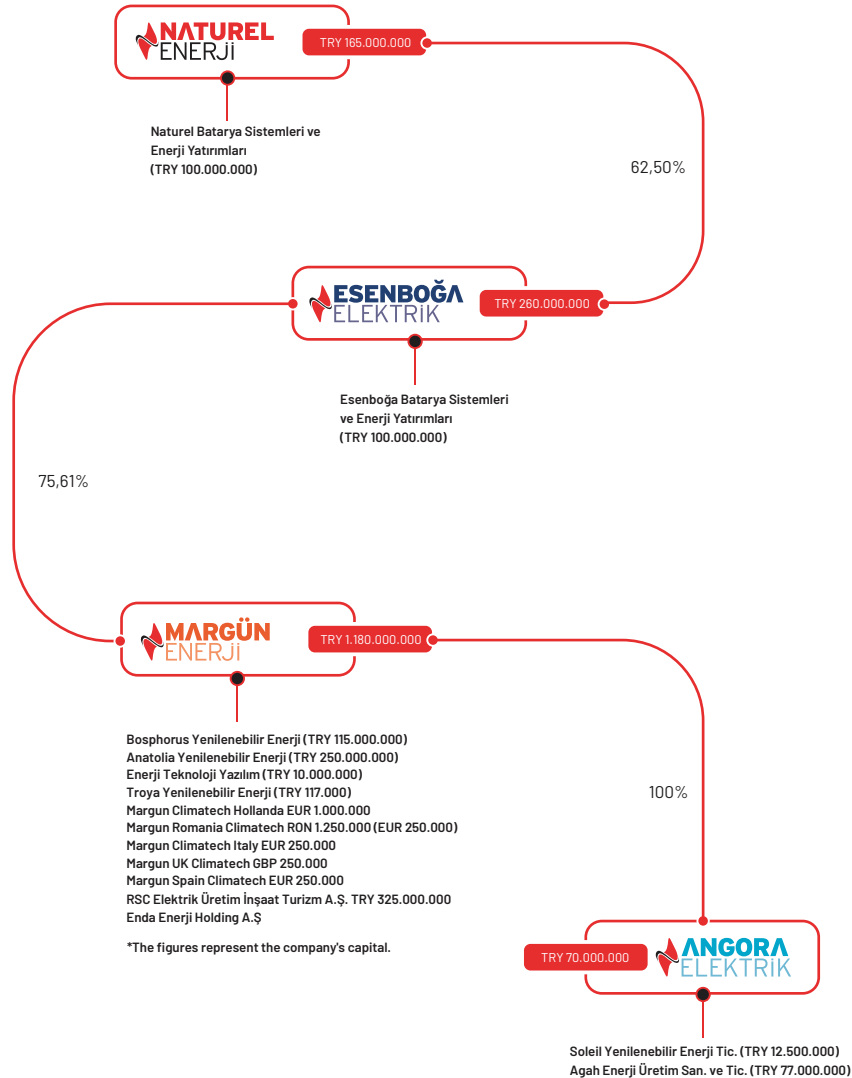 NATUREL
ENERJİ
TRY 165.000.000
Naturel Batarya Sistemleri ve
Enerji Yatırımları
(TRY 100.000.000)
62,50%
ESENBOĞA
ELEKTRİK
TRY 260.000.000
Esenboğa Batarya Sistemleri
ve Enerji Yatırımları
(TRY 100.000.000)
75,61%
MARGÜN
ENERJİ
TRY 1.180.000.000
Bosphorus Yenilenebilir Enerji (TRY 115.000.000)
Anatolia Yenilenebilir Enerji (TRY 250.000.000)
Enerji Teknoloji Yazılım (TRY 10.000.000)
Troya Yenilenebilir Enerji (TRY 117.000)
Margun Climatech Hollanda EUR 1.000.000
Margun Romania Climatech RON 1.250.000 (EUR 250.000)
Margun Climatech Italy EUR 250.000
Margun UK Climatech GBP 250.000
Margun Spain Climatech EUR 250.000
RSC Elektrik Üretim İnşaat Turizm A.Ş. TRY 325.000.000
Enda Enerji Holding A.Ş
*The figures represent the company's capital.
100%
TRY 70.000.000
ANGORA
ELEKTRİK
Soleil Yenilenebilir Enerji Tic. (TRY 12.500.000)
Agah Enerji Üretim San. ve Tic. (TRY 77.000.000)